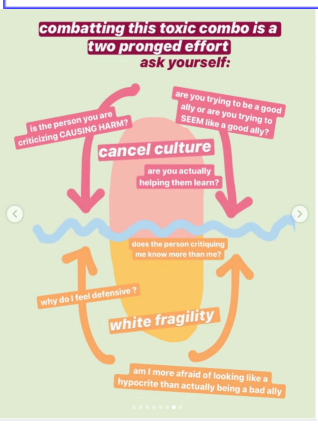 combatting this toxic combo is a
two pronged effort
ask yourself:
is the person you are
criticizing CAUSING HARM?
are you trying to be a good
ally or are you trying to
SEEM like a good ally?
cancel culture
are you actually
helping them learn?
does the person critiquing
me know more than me?
why do I feel defensive ?
white fragility
am I more afraid of looking like a
hypocrite than actually being a bad ally